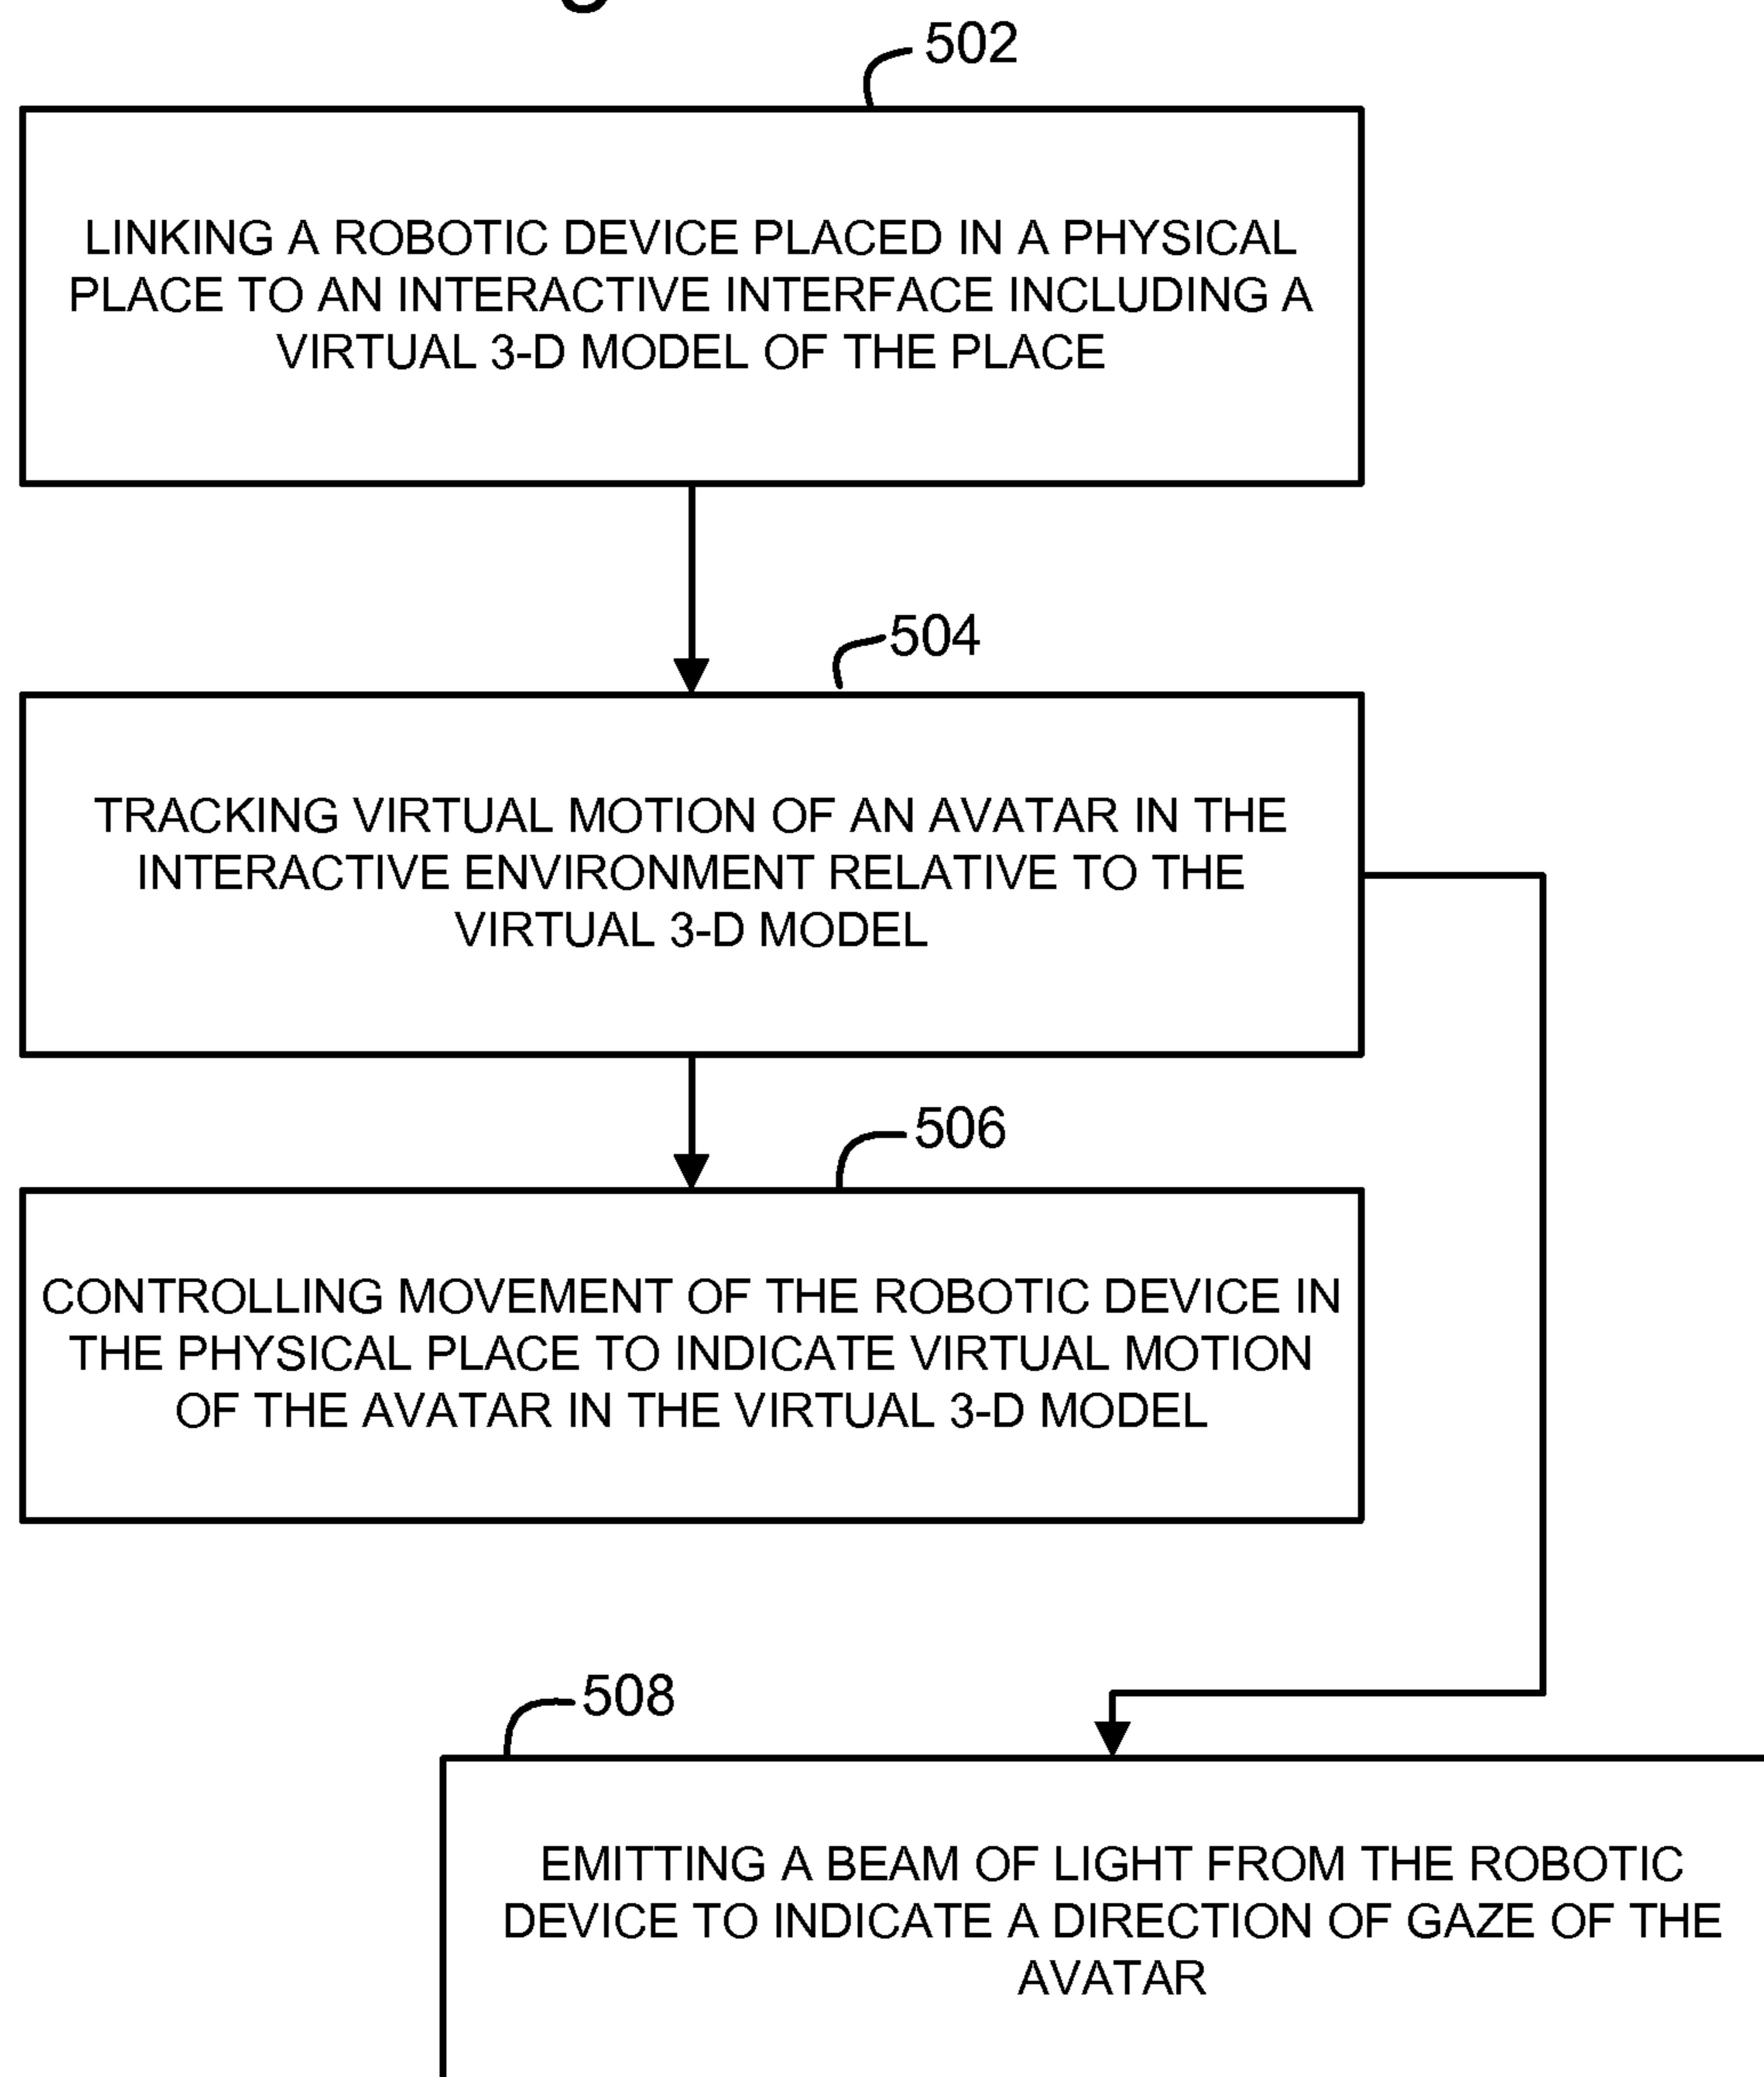 502
LINKING A ROBOTIC DEVICE PLACED IN A PHYSICAL
PLACE TO AN INTERACTIVE INTERFACE INCLUDING A
VIRTUAL 3-D MODEL OF THE PLACE
504
TRACKING VIRTUAL MOTION OF AN AVATAR IN THE
INTERACTIVE ENVIRONMENT RELATIVE TO THE
VIRTUAL 3-D MODEL
506
CONTROLLING MOVEMENT OF THE ROBOTIC DEVICE IN
THE PHYSICAL PLACE TO INDICATE VIRTUAL MOTION
OF THE AVATAR IN THE VIRTUAL 3-D MODEL
508
EMITTING A BEAM OF LIGHT FROM THE ROBOTIC
DEVICE TO INDICATE A DIRECTION OF GAZE OF THE
AVATAR